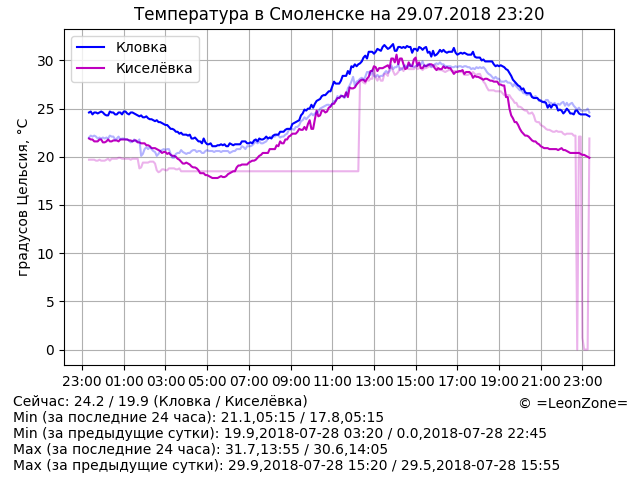 Температура в Смоленске на 29.07.2018 23:20
Кловка
Киселёвка
градусов Цельсия, °C
30
25
20
15
10
5
0
23:00 01:00 03:00 05:00 07:00 09:00 11:00 13:00 15:00 17:00 19:00 21:00 23:00
Сейчас: 24.2 / 19.9 (Кловка / Киселёвка)
© =LeonZone=
Min (за последние 24 часа): 21.1,05:15 / 17.8,05:15
Min (за предыдущие сутки): 19.9,2018-07-28 03:20 / 0.0,2018-07-28 22:45
Max (за последние 24 часа): 31.7,13:55 / 30.6,14:05
Max (за предыдущие сутки): 29.9,2018-07-28 15:20 / 29.5,2018-07-28 15:55